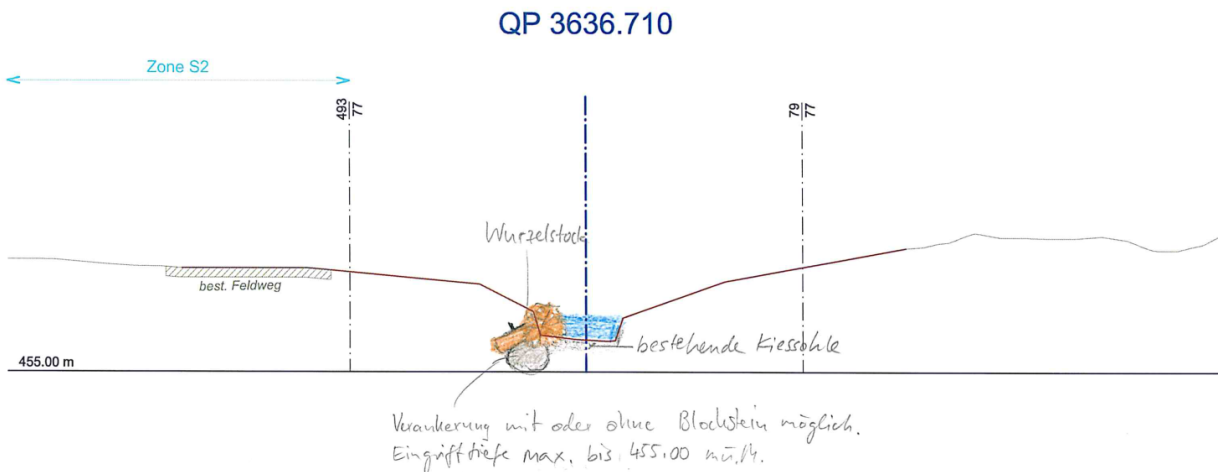 QP 3636.710
Zone S2
493
77
79
77
Wurzelstock
best. Feldweg
bestehende Kiessohle
455.00 m
Verankerung mit oder ohne Blockstein möglich.
Eingrifftiefe max. bis 455.00 m.ü.M.